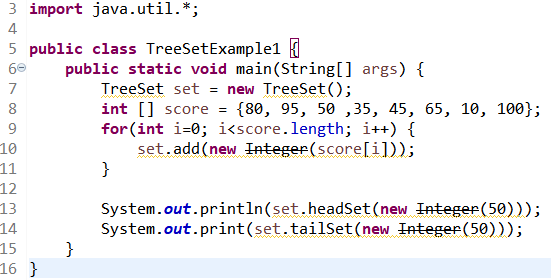 3 import java.util.*;
4
5 public class TreeSetExample1 {
6 public static void main(String[] args) {
7 TreeSet set = new TreeSet();
8 int [] score = {80, 95, 50 ,35, 45, 65, 10, 100};
9 for(int i=0; i<score.length; i++) {
10 set.add(new Integer(score[i]));
11 }
12
13 System.out.println(set.headSet(new Integer(50)));
14 System.out.print(set.tailSet(new Integer(50)));
15 }
16 }